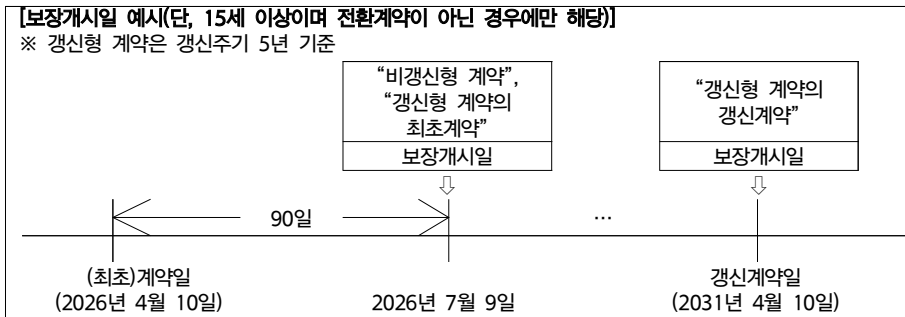 [보장개시일 예시(단, 15세 이상이며 전환계약이 아닌 경우에만 해당)]
※ 갱신형 계약은 갱신주기 5년 기준
“비갱신형 계약”,
“갱신형 계약의
최초계약”
보장개시일
“갱신형 계약의
갱신계약”
보장개시일
90일
…
(최초)계약일
(2026년 4월 10일)
2026년 7월 9일
갱신계약일
(2031년 4월 10일)